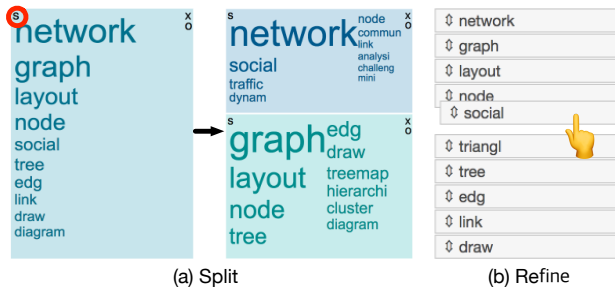 S
X
O
network
graph
layout
node
social
tree
edg
link
draw
diagram
S
X
O
network
social
traffic
dynam
node
commun
link
analysi
challeng
mini
S
X
O
graph
layout
node
tree
edg
draw
treemap
hierarchi
cluster
diagram
(a) Split
network
graph
layout
node
social
triangl
tree
edg
link
draw
(b) Refine